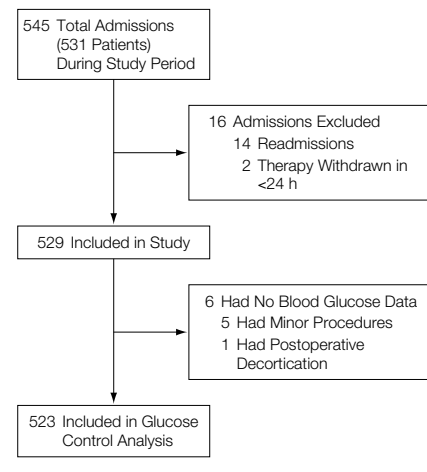 545 Total Admissions
(531 Patients)
During Study Period
16 Admissions Excluded
14 Readmissions
2 Therapy Withdrawn in
<24 h
529 Included in Study
6 Had No Blood Glucose Data
5 Had Minor Procedures
1 Had Postoperative
Decortication
523 Included in Glucose
Control Analysis